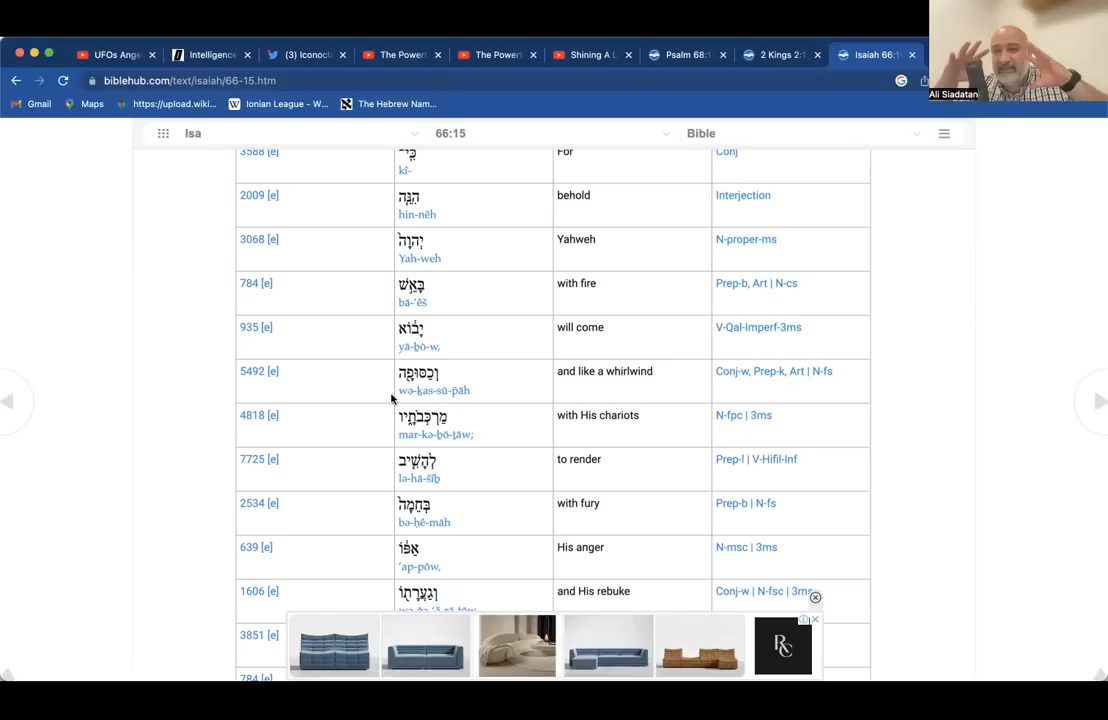 UFOs Ange
Intelligence
(3) Iconocl
The Power
The Power
Shining A L
Psalm 68:1
2 Kings 2:1
Isaiah 66:1
biblehub.com/text/isaiah/66-15.htm
Gmail
Maps
https://upload.wiki...
Ionian League - W...
The Hebrew Nam...
Ali Siadatan
Isa
66:15
Bible
3588 [e] כִּֽי־ For Conj
kî-
2009 [e] הִנֵּ֤ה behold Interjection
hin-nêh
3068 [e] יְהוָה֙ Yahweh N-proper-ms
Yah-weh
784 [e] בָּאֵ֣שׁ with fire Prep-b, Art | N-cs
bā-’êš
935 [e] יָב֔וֹא will come V-Qal-Imperf-3ms
yā-ḇō-w,
5492 [e] וְכַסּוּפָ֖ה and like a whirlwind Conj-w, Prep-k, Art | N-fs
wə-ḵas-sū-p̄āh
4818 [e] מַרְכְּבֹתָ֑יו with His chariots N-fpc | 3ms
mar-kə-ḇō-ṯāw;
7725 [e] לְהָשִׁ֤יב to render Prep-l | V-Hifil-Inf
lə-hā-šîḇ
2534 [e] בְּחֵמָה֙ with fury Prep-b | N-fs
bə-ḥê-māh
639 [e] אַפּ֔וֹ His anger N-msc | 3ms
’ap-pōw,
1606 [e] וְגַעֲרָת֖וֹ and His rebuke Conj-w | N-fsc | 3ms
3851 [e]
784 [e]